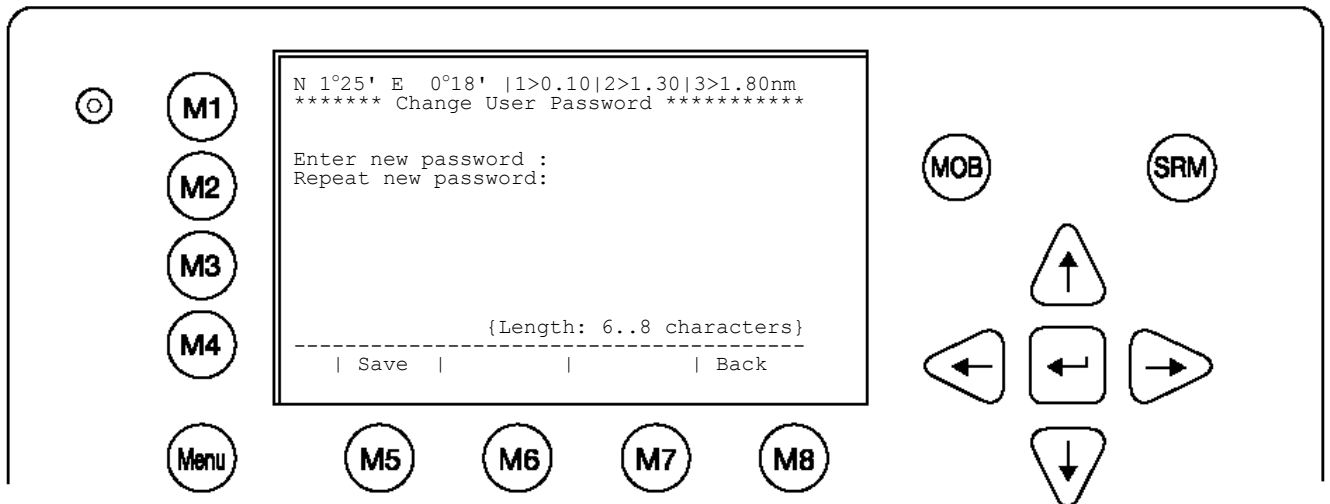 N 1°25' E  0°18' |1>0.10|2>1.30|3>1.80nm
******* Change User Password ***********
Enter new password :
Repeat new password:
{Length: 6..8 characters}
----------------------------------------
| Save  |         |         | Back
M1
M2
M3
M4
Menu
M5
M6
M7
M8
MOB
SRM